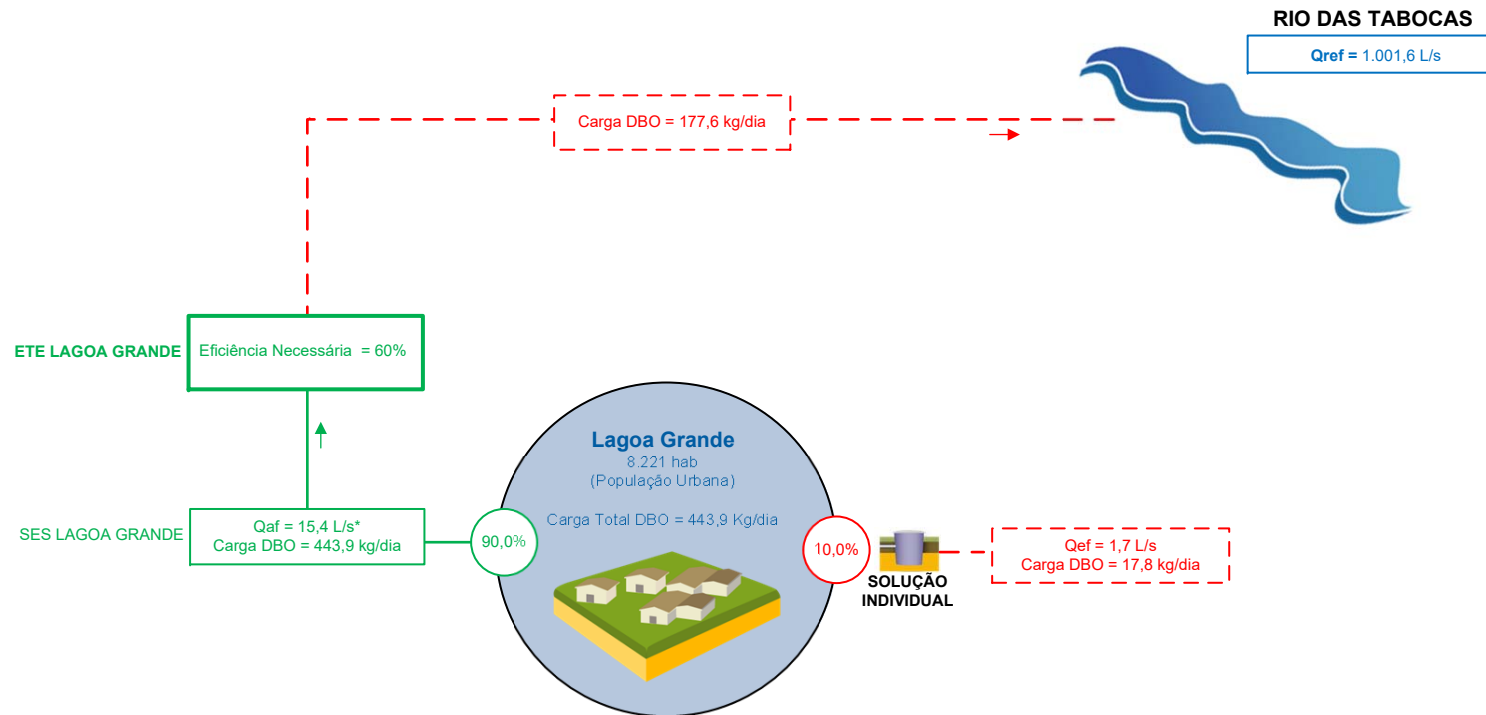 RIO DAS TABOCAS
Qref = 1.001,6 L/s
Carga DBO = 177,6 kg/dia
ETE LAGOA GRANDE
Eficiência Necessária = 60%
Lagoa Grande
8.221 hab
(População Urbana)
Carga Total DBO = 443,9 Kg/dia
SES LAGOA GRANDE
Qaf = 15,4 L/s*
Carga DBO = 443,9 kg/dia
90,0%
10,0%
SOLUÇÃO
INDIVIDUAL
Qef = 1,7 L/s
Carga DBO = 17,8 kg/dia